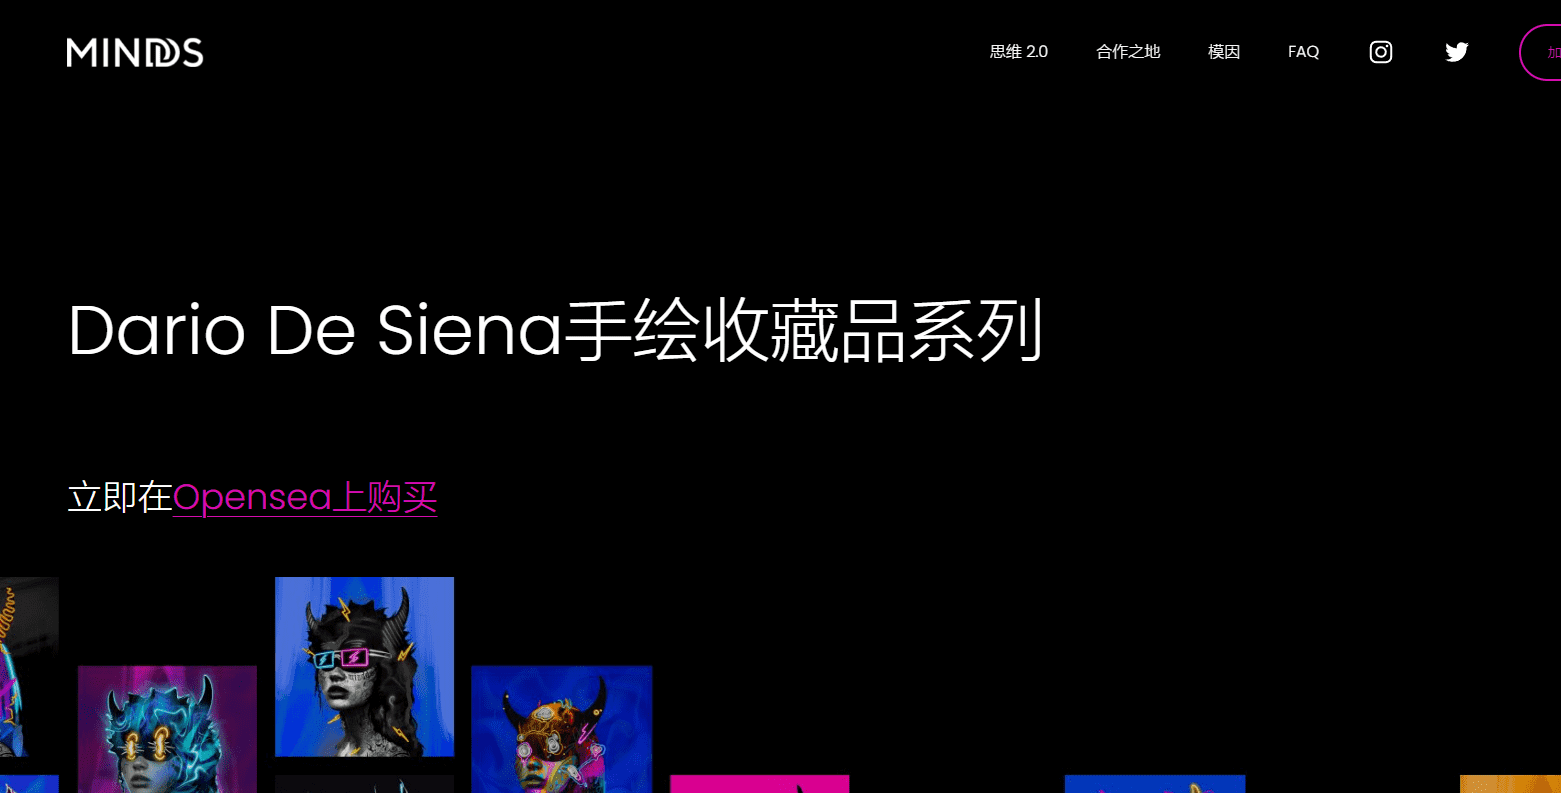 MINDDS
思维 2.0
合作之地
模因
FAQ
加
Dario De Siena手绘收藏品系列
立即在Opensea上购买